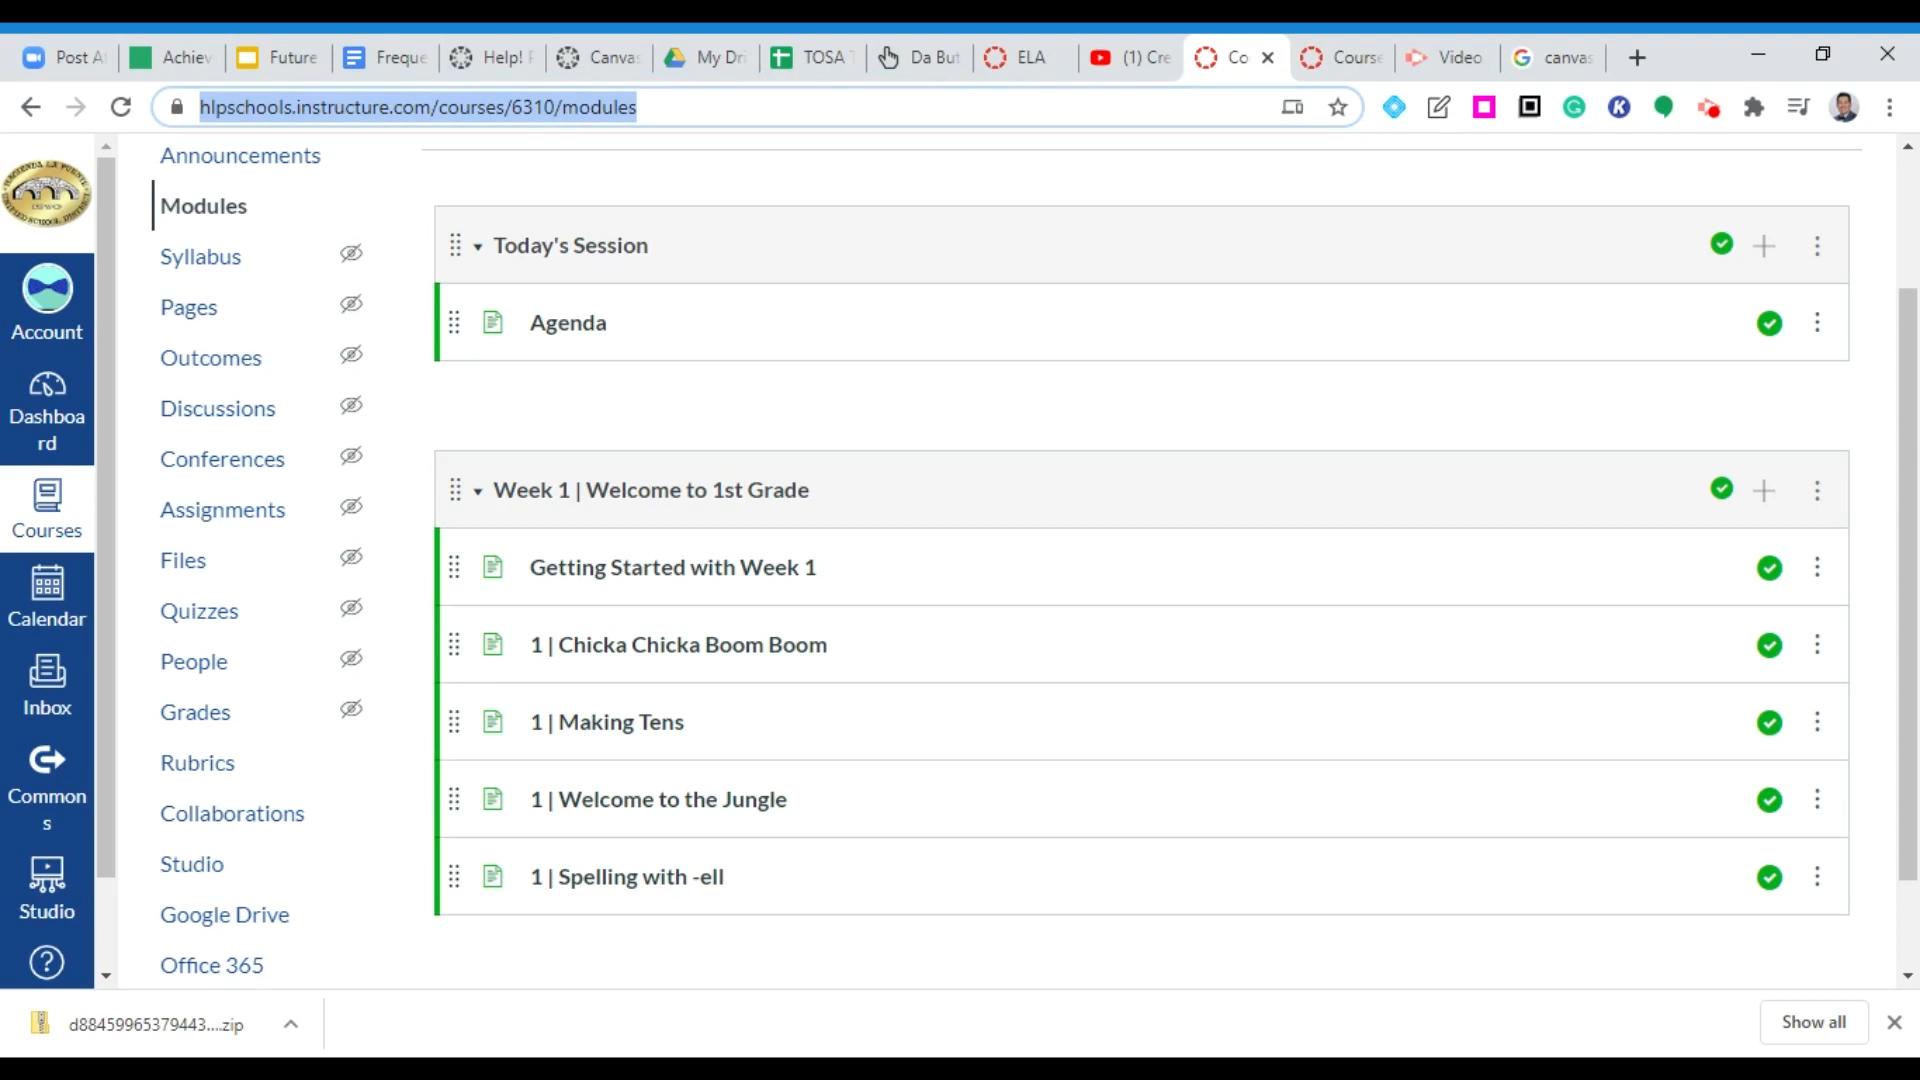 Post A
Achiev
Future
Freque
Help! F
Canvas
My Dri
TOSA T
Da But
ELA
(1) Cre
Co
Course
Video
canvas
hlpschools.instructure.com/courses/6310/modules
Announcements
Modules
Syllabus
Pages
Outcomes
Discussions
Conferences
Assignments
Files
Quizzes
People
Grades
Rubrics
Collaborations
Studio
Google Drive
Office 365
Account
Dashboa
rd
Courses
Calendar
Inbox
Common
s
Studio
Today's Session
Agenda
Week 1 | Welcome to 1st Grade
Getting Started with Week 1
1 | Chicka Chicka Boom Boom
1 | Making Tens
1 | Welcome to the Jungle
1 | Spelling with -ell
d88459965379443....zip
Show all